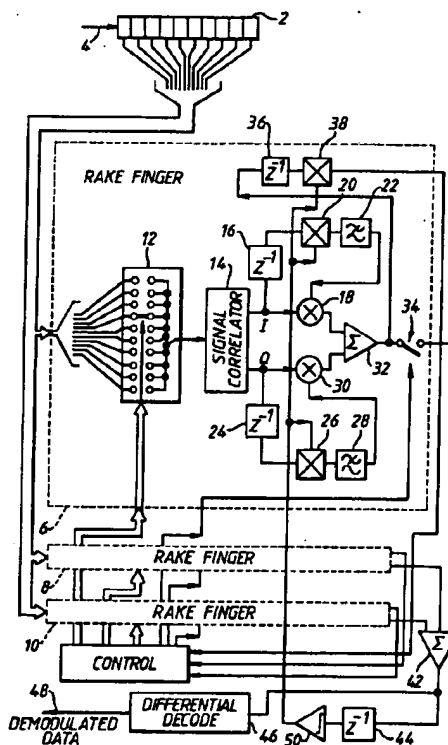 2
4
36
38
Z⁻¹
RAKE FINGER
20
22
12
16
Z⁻¹
x̄
14
18
34
SIGNAL CORRELATOR
I
Σ
Q
32
30
24
Z⁻¹
26
28
x̄
6
RAKE FINGER
8
RAKE FINGER
10
CONTROL
Σ
42
48
DIFFERENTIAL DECODE
Z⁻¹
DEMODULATED DATA
46
50
44